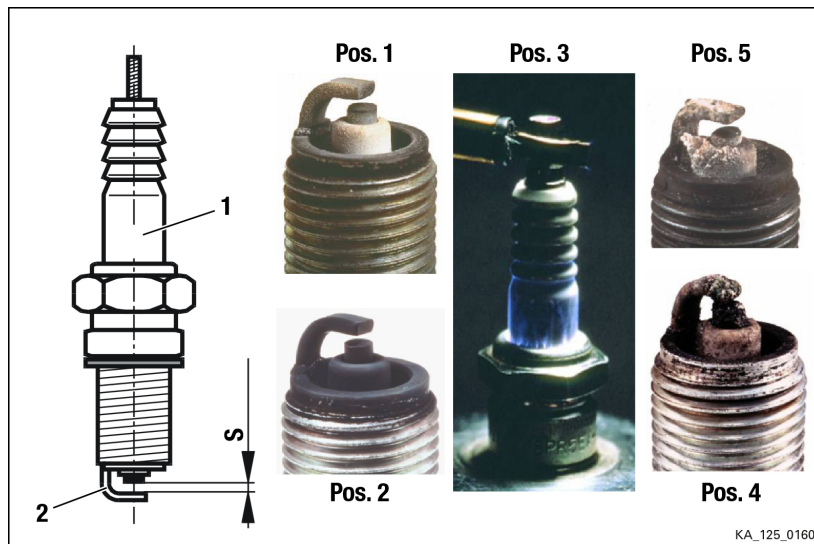 Pos. 1
Pos. 3
Pos. 5
1
S
2
Pos. 2
Pos. 4
KA_125_0160